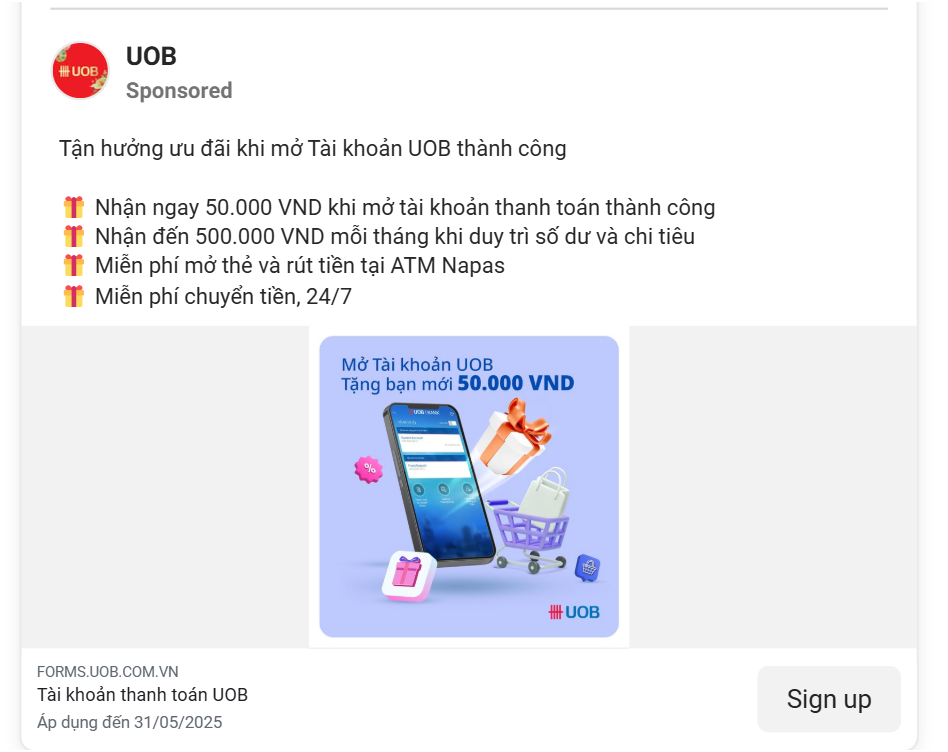 UOB
UOB
Sponsored
Tận hưởng ưu đãi khi mở Tài khoản UOB thành công
Nhận ngay 50.000 VND khi mở tài khoản thanh toán thành công
Nhận đến 500.000 VND mỗi tháng khi duy trì số dư và chi tiêu
Miễn phí mở thẻ và rút tiền tại ATM Napas
Miễn phí chuyển tiền, 24/7
Mở Tài khoản UOB
Tặng bạn mới 50.000 VND
%
UOB
FORMS.UOB.COM.VN
Tài khoản thanh toán UOB
Áp dụng đến 31/05/2025
Sign up